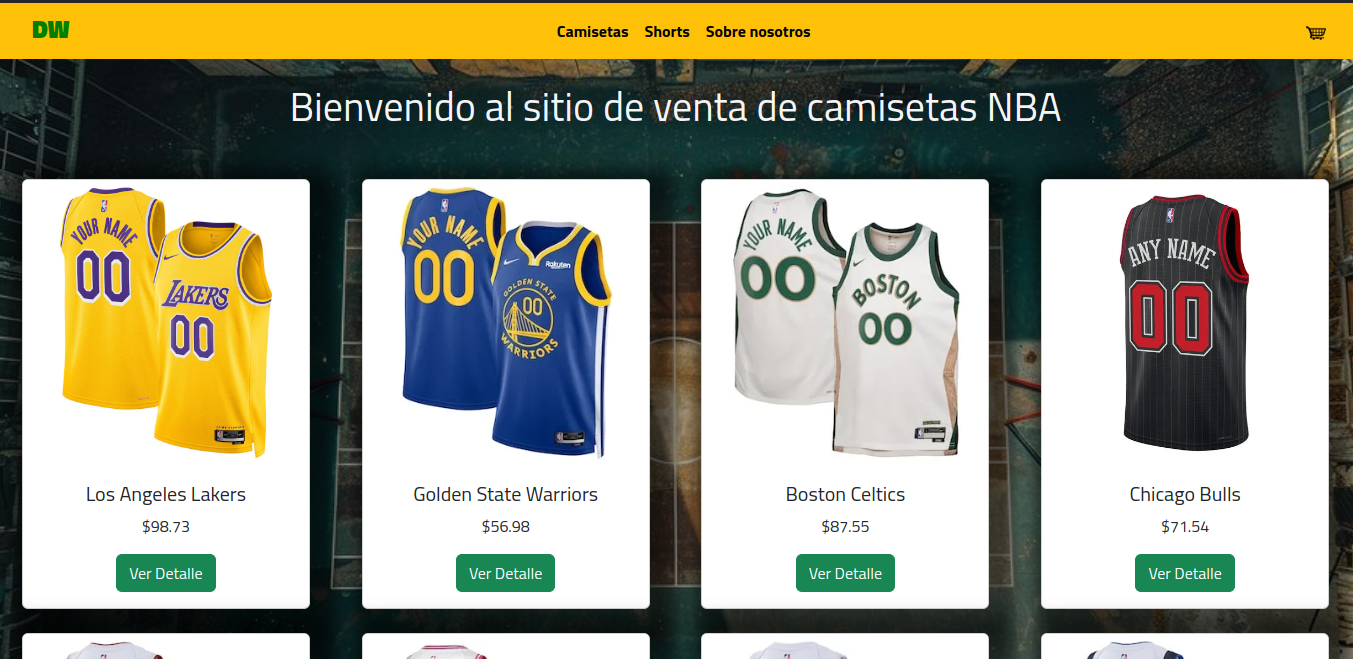 DW
Camisetas Shorts Sobre nosotros
Bienvenido al sitio de venta de camisetas NBA
YOUR NAME
00
LAKERS
00
YOUR NAME
00
Rakuten
GOLDEN STATE
00
WARRIORS
YOUR NAME
00
BOSTON
00
ANY NAME
00
Los Angeles Lakers
$98.73
Ver Detalle
Golden State Warriors
$56.98
Ver Detalle
Boston Celtics
$87.55
Ver Detalle
Chicago Bulls
$71.54
Ver Detalle